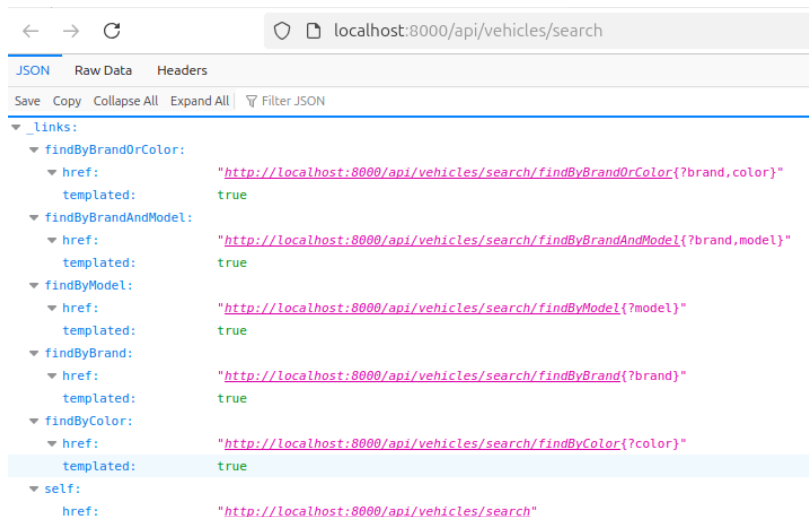 localhost:8000/api/vehicles/search
JSON Raw Data Headers
Save Copy Collapse All Expand All Filter JSON
_links:
findByBrandOrColor:
href: "http://localhost:8000/api/vehicles/search/findByBrandOrColor{?brand,color}"
templated: true
findByBrandAndModel:
href: "http://localhost:8000/api/vehicles/search/findByBrandAndModel{?brand,model}"
templated: true
findByModel:
href: "http://localhost:8000/api/vehicles/search/findByModel{?model}"
templated: true
findByBrand:
href: "http://localhost:8000/api/vehicles/search/findByBrand{?brand}"
templated: true
findByColor:
href: "http://localhost:8000/api/vehicles/search/findByColor{?color}"
templated: true
self:
href: "http://localhost:8000/api/vehicles/search"